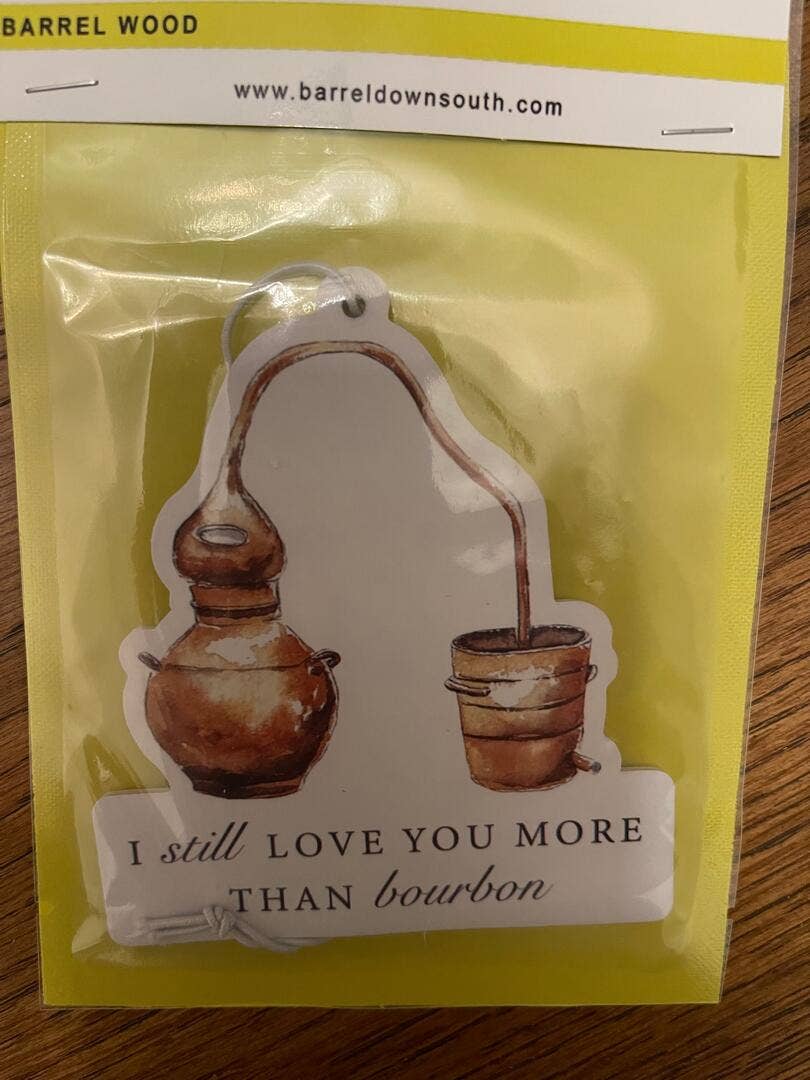 BARREL WOOD
www.barreldownsouth.com
I still LOVE YOU MORE
THAN bourbon